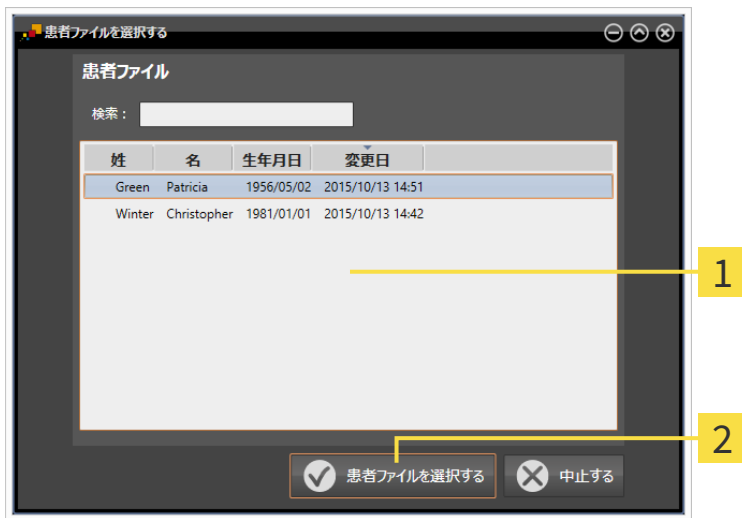 患者ファイルを選択する
患者ファイル
検索：
姓 名 生年月日 変更日
Green Patricia 1956/05/02 2015/10/13 14:51
Winter Christopher 1981/01/01 2015/10/13 14:42
1
2
患者ファイルを選択する 中止する